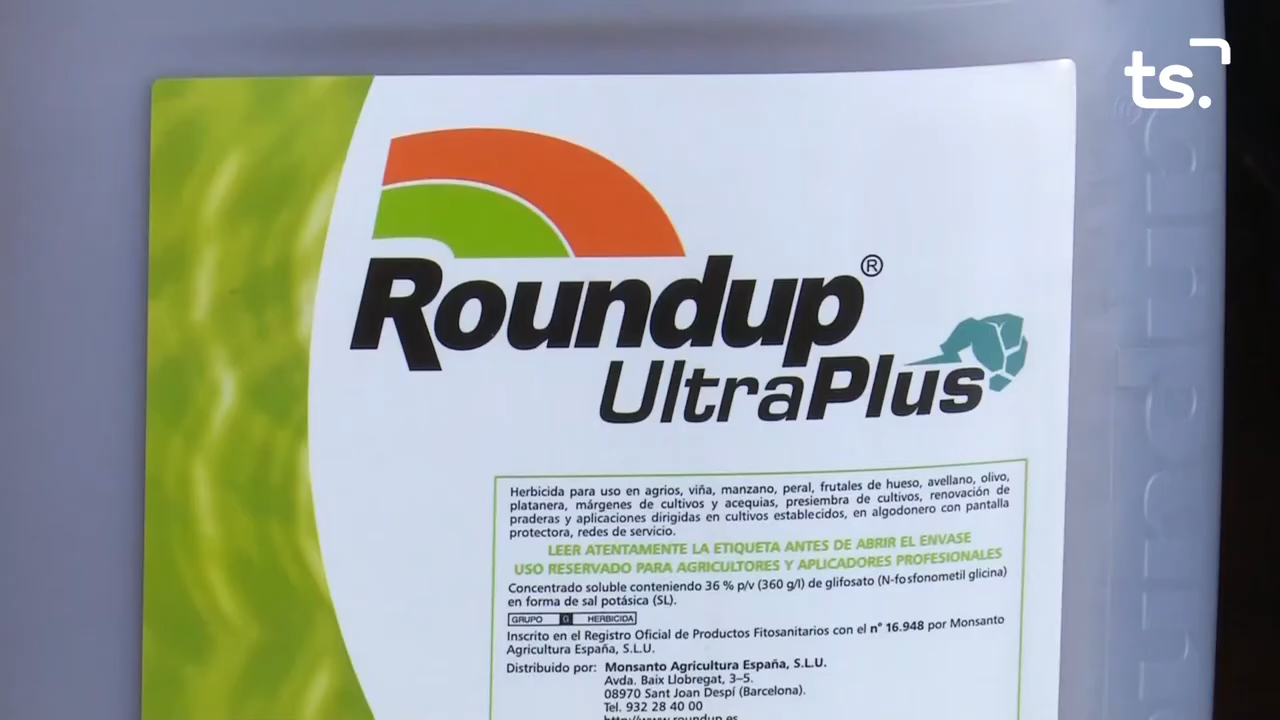 ts.
Roundup®
UltraPlus
Herbicida para uso en agrios, viña, manzano, peral, frutales de hueso, avellano, olivo,
platanera, márgenes de cultivos y acequias, presiembra de cultivos, renovación de
praderas y aplicaciones dirigidas en cultivos establecidos, en algodonero con pantalla
protectora, redes de servicio.
LEER ATENTAMENTE LA ETIQUETA ANTES DE ABRIR EL ENVASE
USO RESERVADO PARA AGRICULTORES Y APLICADORES PROFESIONALES
Concentrado soluble conteniendo 36 % p/v (360 g/l) de glifosato (N-fosfonometil glicina)
en forma de sal potásica (SL).
GRUPO G HERBICIDA
Inscrito en el Registro Oficial de Productos Fitosanitarios con el n° 16.948 por Monsanto
Agricultura España, S.L.U.
Distribuido por: Monsanto Agricultura España, S.L.U.
Avda. Baix Llobregat, 3–5.
08970 Sant Joan Despí (Barcelona).
Tel. 932 28 40 00
http://www.roundup.es